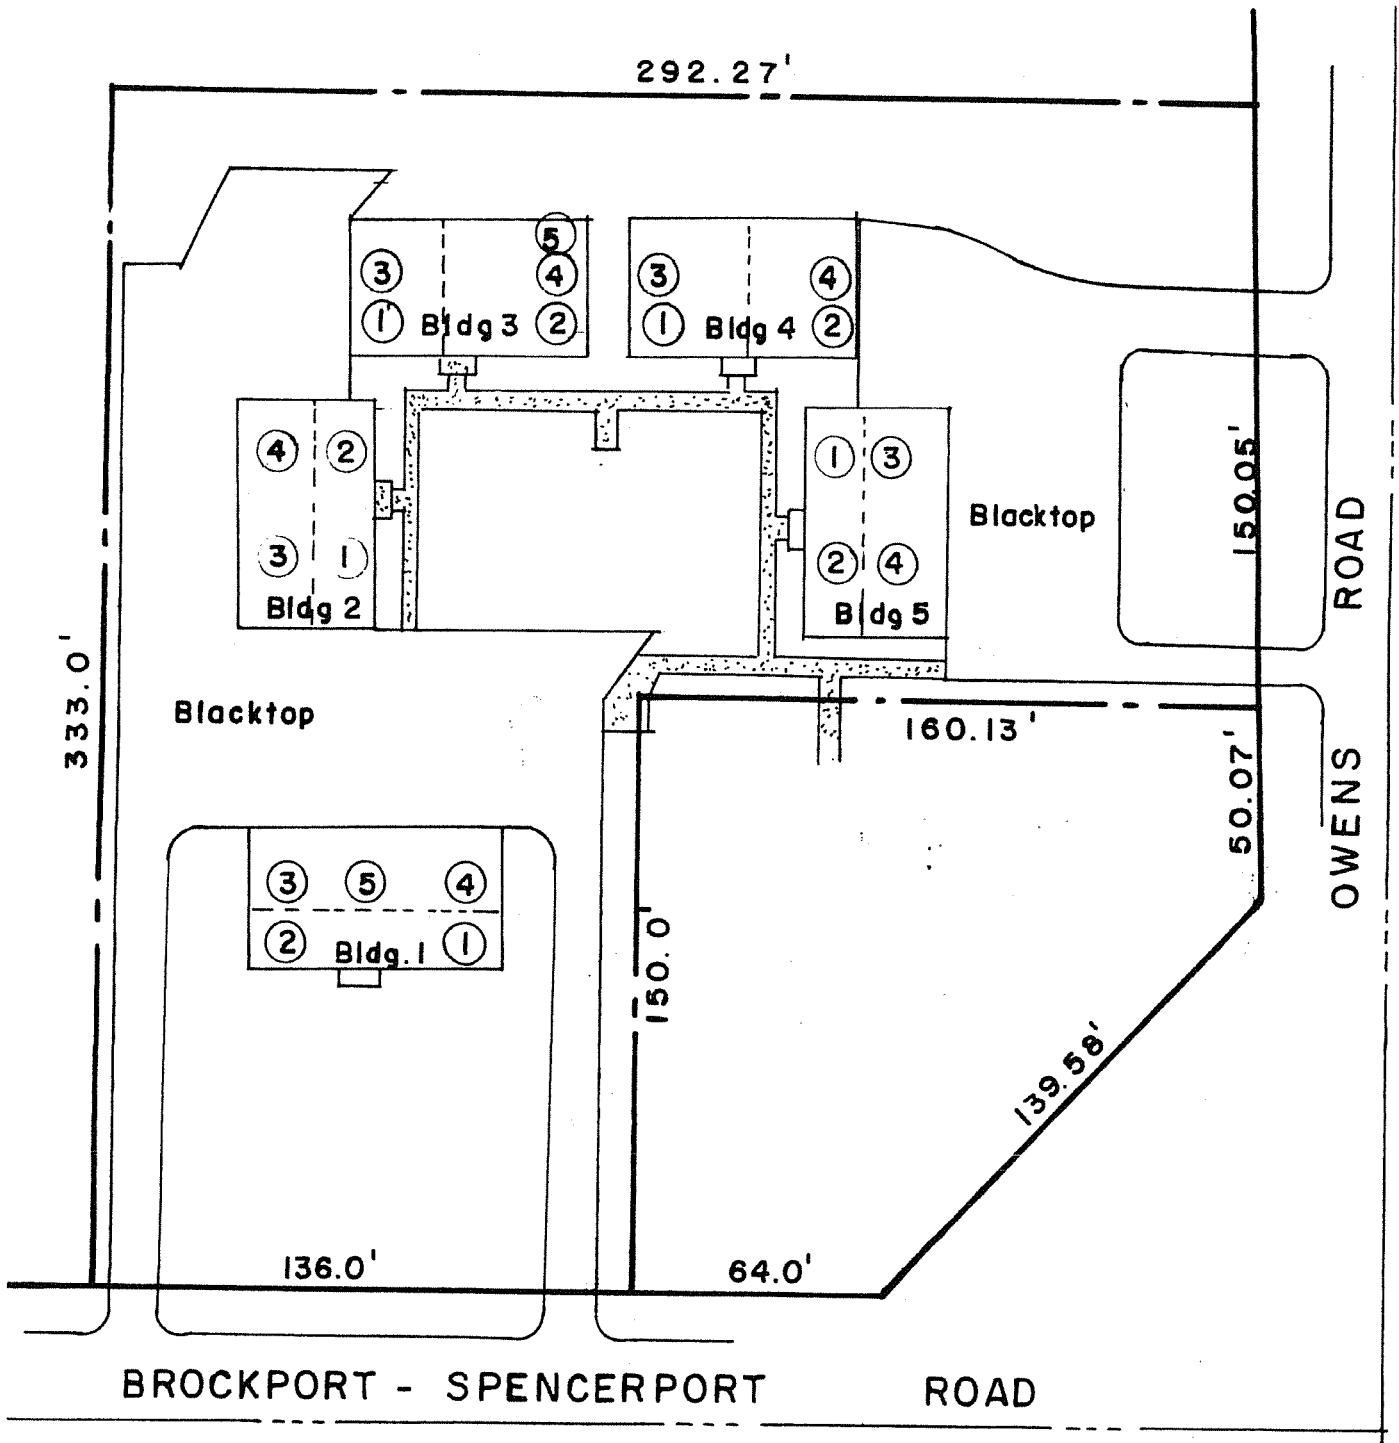 292.27'
5
3 4
1 Bldg 3 2
3 4
1 Bldg 4 2
4 2
3 1
Bldg 2
1 3
2 4
Bldg 5
Blacktop
150.05'
OWENS ROAD
333.0'
Blacktop
160.13'
50.07'
3 5 4
2 Bldg. 1 1
150.0'
139.58'
136.0'
64.0'
BROCKPORT - SPENCERPORT ROAD